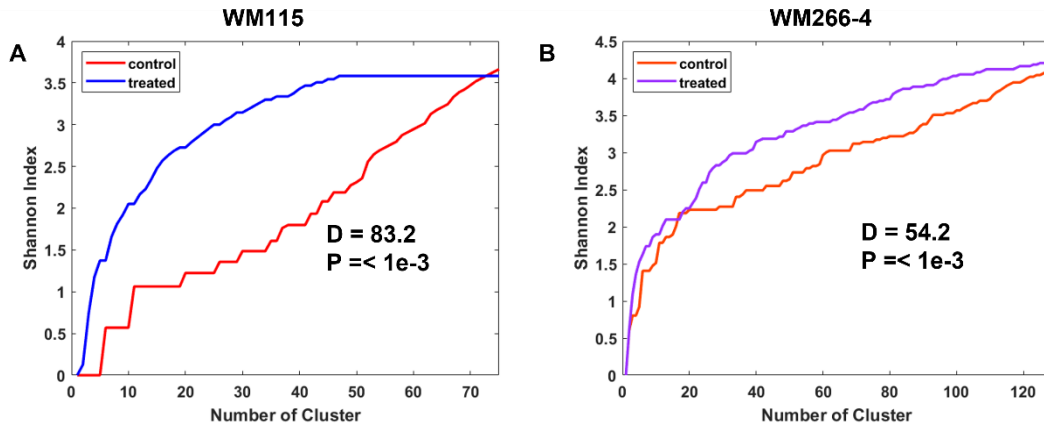 WM115
A
4
3.5
3
2.5
2
1.5
1
0.5
0
Shannon Index
control
treated
D = 83.2
P =< 1e-3
0 10 20 30 40 50 60 70
Number of Cluster
WM266-4
B
4.5
4
3.5
3
2.5
2
1.5
1
0.5
0
Shannon Index
control
treated
D = 54.2
P =< 1e-3
0 20 40 60 80 100 120
Number of Cluster